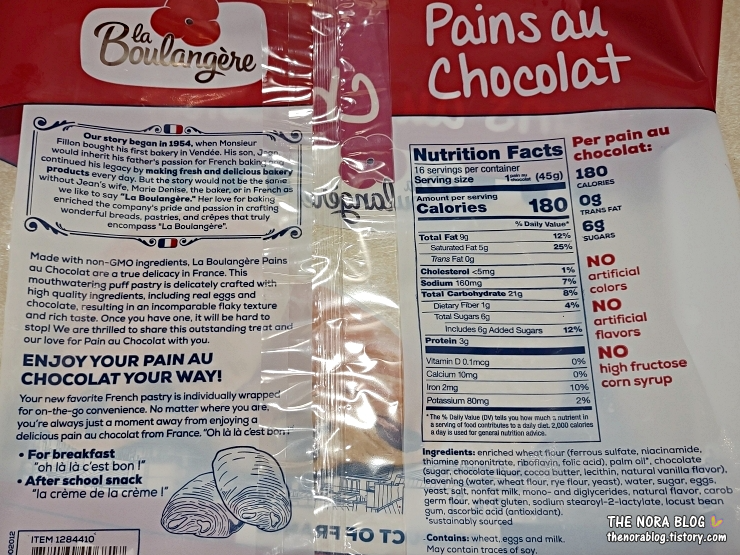 la
Boulangère
Our story began in 1954, when Monsieur
Fillon bought his first bakery in Vendée. His son, Jean
would inherit his father's passion for French baking and
continued his legacy by making fresh and delicious bakery
products every day. But the story would not be the same
without Jean's wife, Marie Denise, the baker, or in French as
we like to say "La Boulangère." Her love for baking
enriched the company's pride and passion in crafting
wonderful breads, pastries, and crêpes that truly
encompass "La Boulangère".
Made with non-GMO ingredients, La Boulangère Pains
au Chocolat are a true delicacy in France. This
mouthwatering puff pastry is delicately crafted with
high quality ingredients, including real eggs and
chocolate, resulting in an incomparable flaky texture
and rich taste. Once you have one, it will be hard to
stop! We are thrilled to share this outstanding treat and
our love for Pain au Chocolat with you.
ENJOY YOUR PAIN AU
CHOCOLAT YOUR WAY!
Your new favorite French pastry is individually wrapped
for on-the-go convenience. No matter where you are,
you're always just a moment away from enjoying a
delicious pain au chocolat from France. "Oh là là c'est bon !
• For breakfast
"oh là là c'est bon !"
• After school snack
"la crème de la crème !"
ITEM 1284410
Pains au
Chocolat
Nutrition Facts
16 servings per container
Serving size 1 pain au chocolat (45g)
Amount per serving
Calories 180
% Daily Value*
Total Fat 9g 12%
Saturated Fat 5g 25%
Trans Fat 0g
Cholesterol <5mg 1%
Sodium 160mg 7%
Total Carbohydrate 21g 8%
Dietary Fiber 1g 4%
Total Sugars 6g
Includes 6g Added Sugars 12%
Protein 3g
Vitamin D 0.1mcg 0%
Calcium 10mg 0%
Iron 2mg 10%
Potassium 80mg 2%
* The % Daily Value (DV) tells you how much a nutrient in
a serving of food contributes to a daily diet. 2,000 calories
a day is used for general nutrition advice.
Per pain au
chocolat:
180
CALORIES
0g
TRANS FAT
6g
SUGARS
NO
artificial
colors
NO
artificial
flavors
NO
high fructose
corn syrup
Ingredients: enriched wheat flour (ferrous sulfate, niacinamide,
thiamine mononitrate, riboflavin, folic acid), palm oil*, chocolate
(sugar, chocolate liquor, cocoa butter, lecithin, natural vanilla flavor),
leavening (water, wheat flour, rye flour, yeast), water, sugar, eggs,
yeast, salt, nonfat milk, mono- and diglycerides, natural flavor, carob
germ flour, wheat gluten, sodium stearoyl-2-lactylate, locust bean
gum, ascorbic acid (antioxidant).
*sustainably sourced
Contains: wheat, eggs and milk.
May contain traces of soy.
THE NORA BLOG
thenorablog.tistory.com